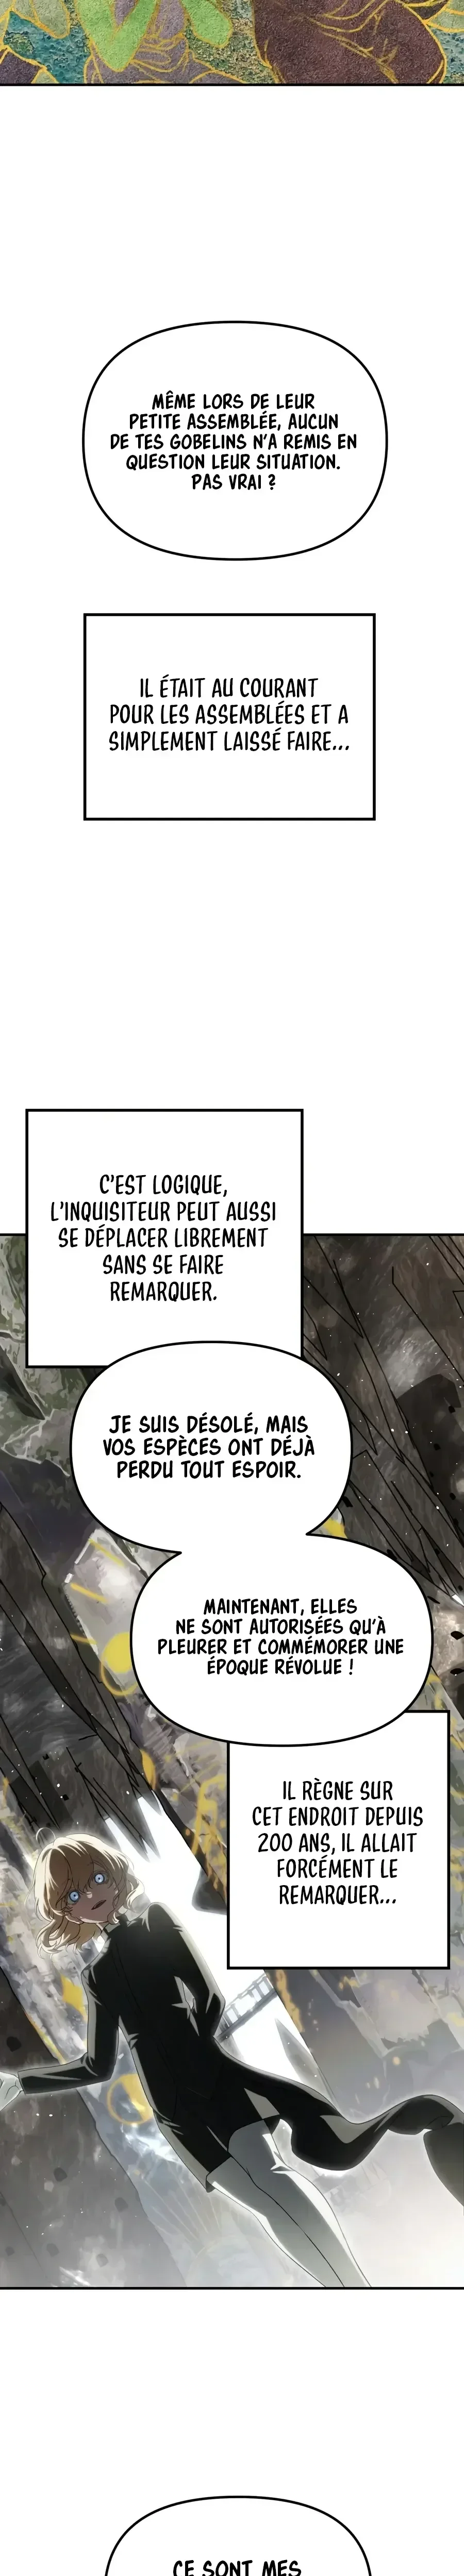 MÊME LORS DE LEUR
PETITE ASSEMBLÉE, AUCUN
DE TES GOBELINS N'A REMIS EN
QUESTION LEUR SITUATION.
PAS VRAI ?
IL ÉTAIT AU COURANT
POUR LES ASSEMBLÉES ET A
SIMPLEMENT LAISSÉ FAIRE...
C'EST LOGIQUE,
L'INQUISITEUR PEUT AUSSI
SE DÉPLACER LIBREMENT
SANS SE FAIRE
REMARQUER.
JE SUIS DÉSOLÉ, MAIS
VOS ESPÈCES ONT DÉJÀ
PERDU TOUT ESPOIR.
MAINTENANT, ELLES
NE SONT AUTORISÉES QU'À
PLEURER ET COMMÉMORER UNE
ÉPOQUE RÉVOLUE !
IL RÈGNE SUR
CET ENDROIT DEPUIS
200 ANS, IL ALLAIT
FORCÉMENT LE
REMARQUER...
CE SONT MES